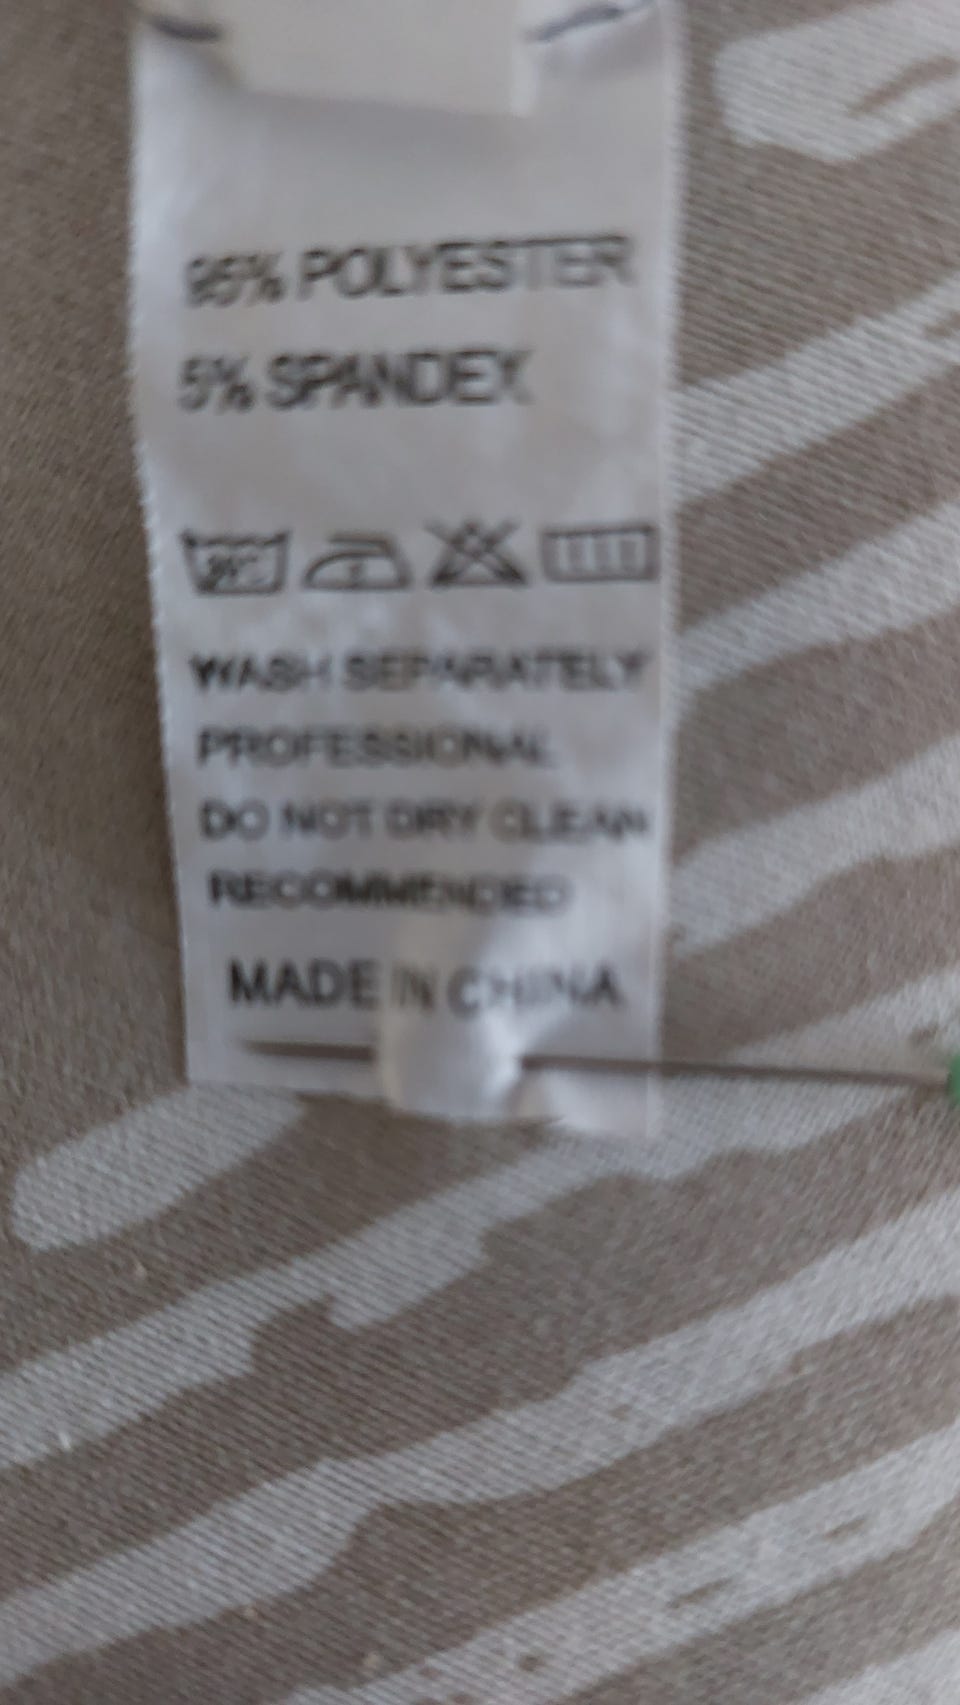 95% POLYESTER
5% SPANDEX
WASH SEPARATELY
PROFESSIONAL
DO NOT DRY CLEAN
RECOMMENDED
MADE IN CHINA